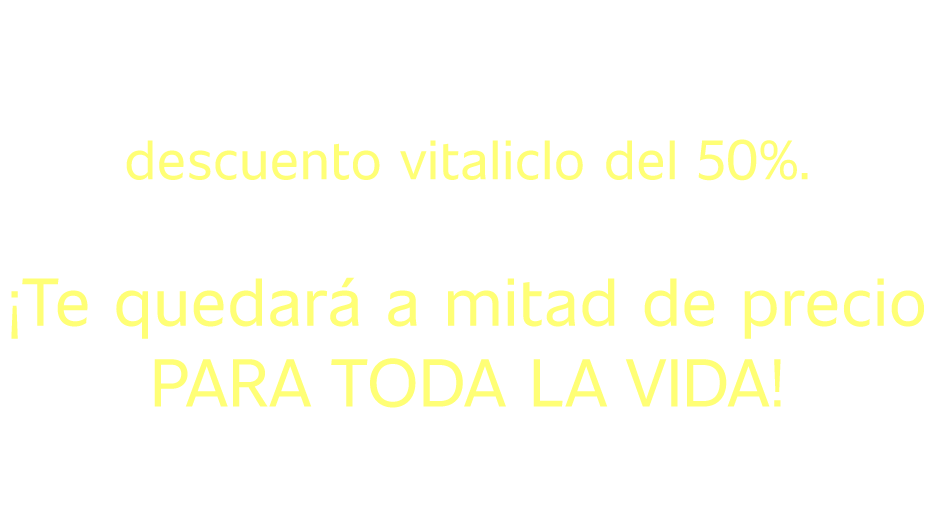 descuento vitaliclo del 50%.
¡Te quedará a mitad de precio
PARA TODA LA VIDA!